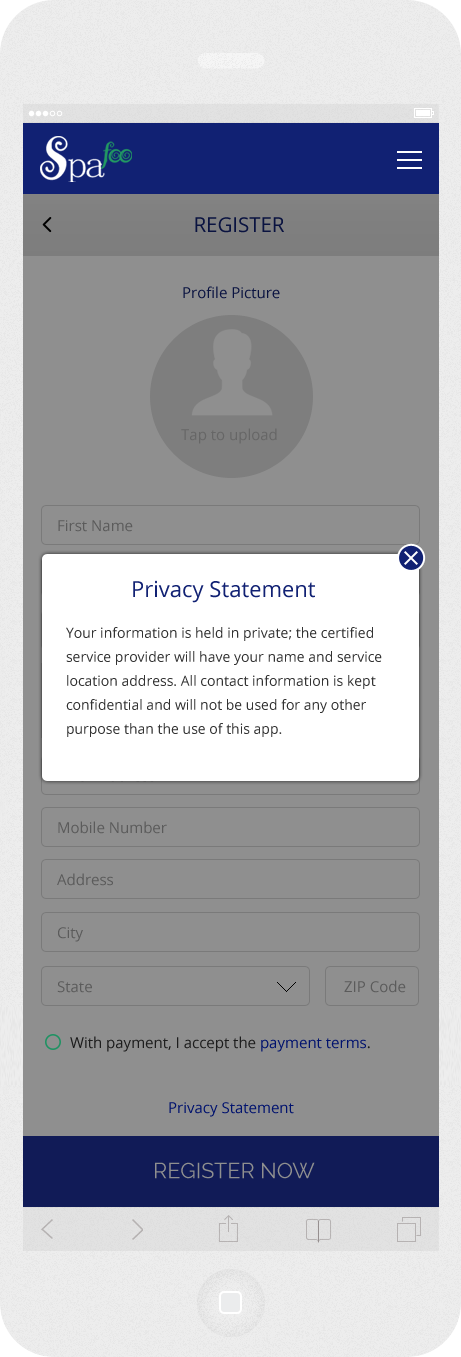 Spa foo
REGISTER
Profile Picture
Tap to upload
First Name
Privacy Statement
Your information is held in private; the certified
service provider will have your name and service
location address. All contact information is kept
confidential and will not be used for any other
purpose than the use of this app.
Mobile Number
Address
City
State
ZIP Code
With payment, I accept the payment terms.
Privacy Statement
REGISTER NOW